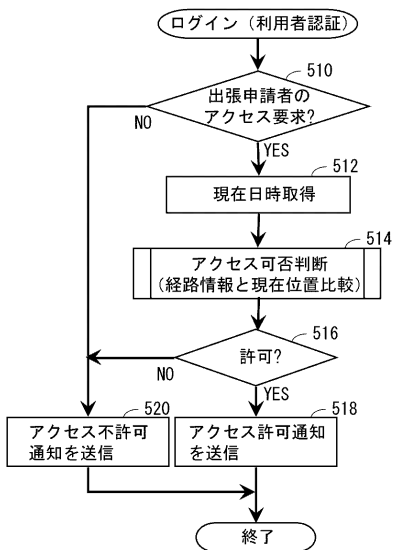 ログイン（利用者認証）
510
出張申請者の
アクセス要求?
NO
YES
512
現在日時取得
514
アクセス可否判断
（経路情報と現在位置比較）
516
許可?
NO
YES
520
アクセス不許可
通知を送信
518
アクセス許可通知
を送信
終了